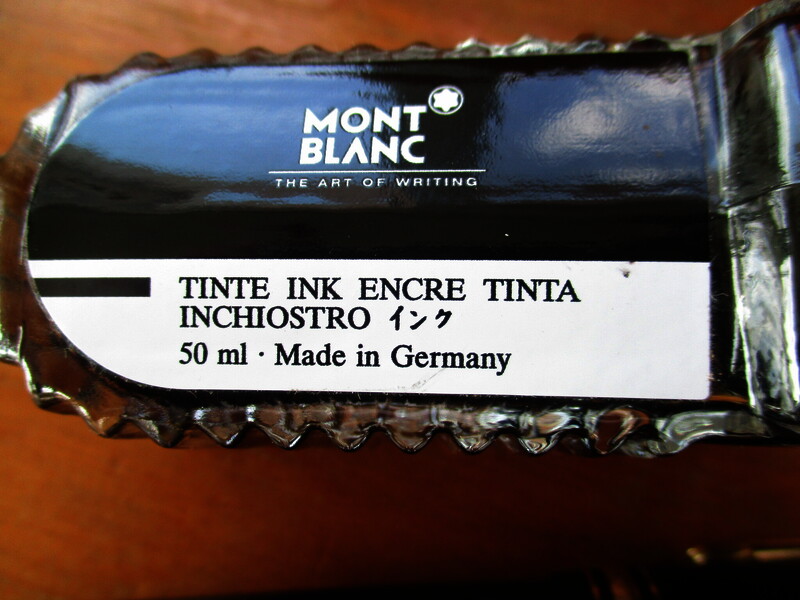 MONT
BLANC
THE ART OF WRITING
TINTE INK ENCRE TINTA
INCHIOSTRO インク
50 ml · Made in Germany